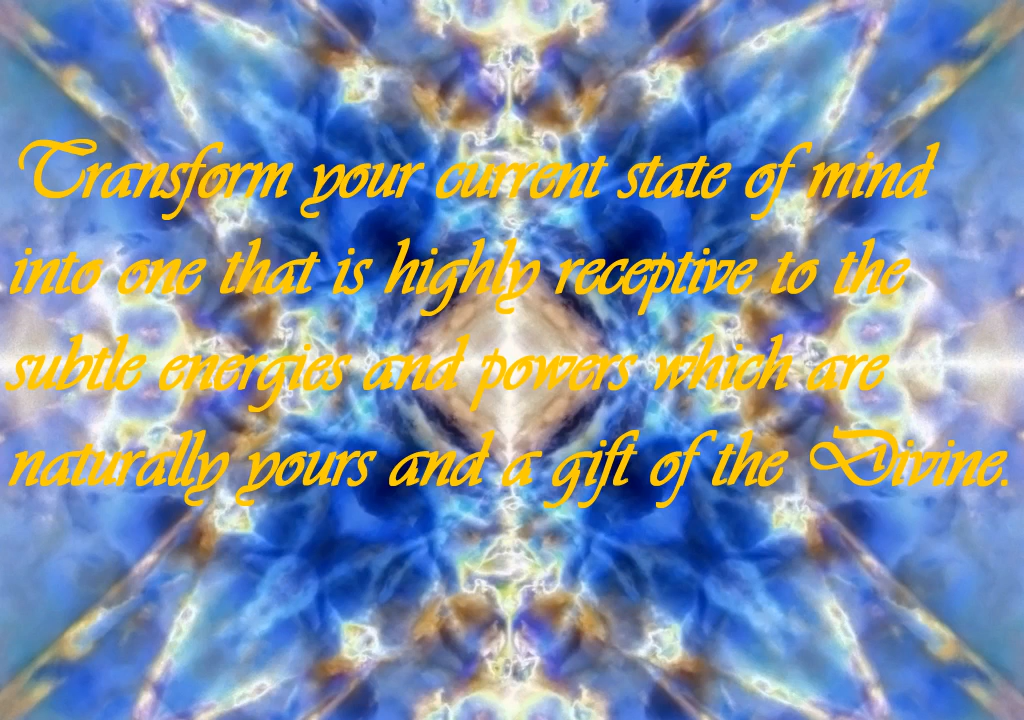 Transform your current state of mind
into one that is highly receptive to the
subtle energies and powers which are
naturally yours and a gift of the Divine.